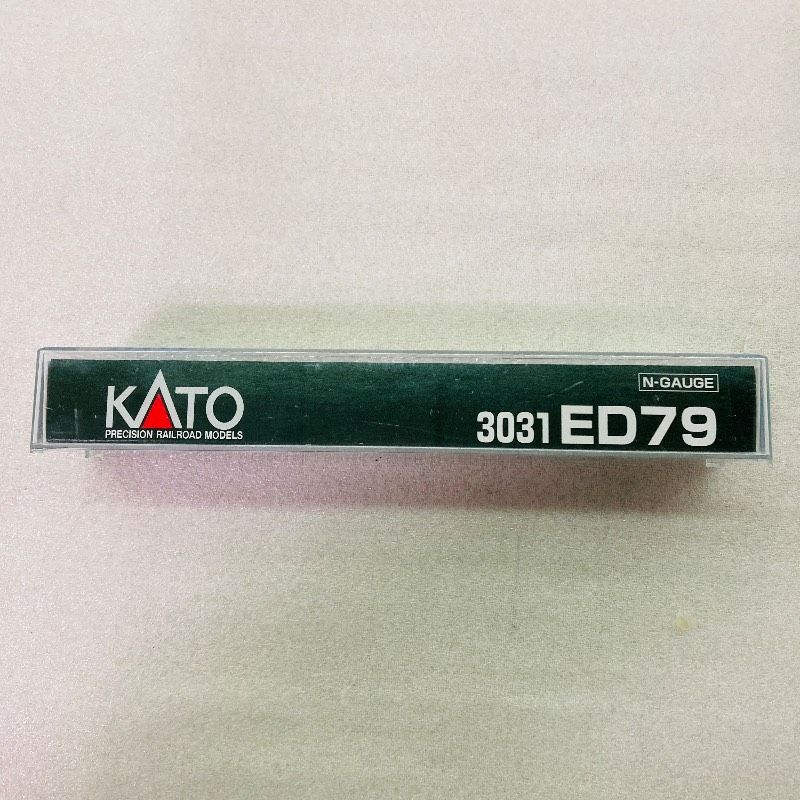 KATO
PRECISION RAILROAD MODELS
N-GAUGE
3031 ED79